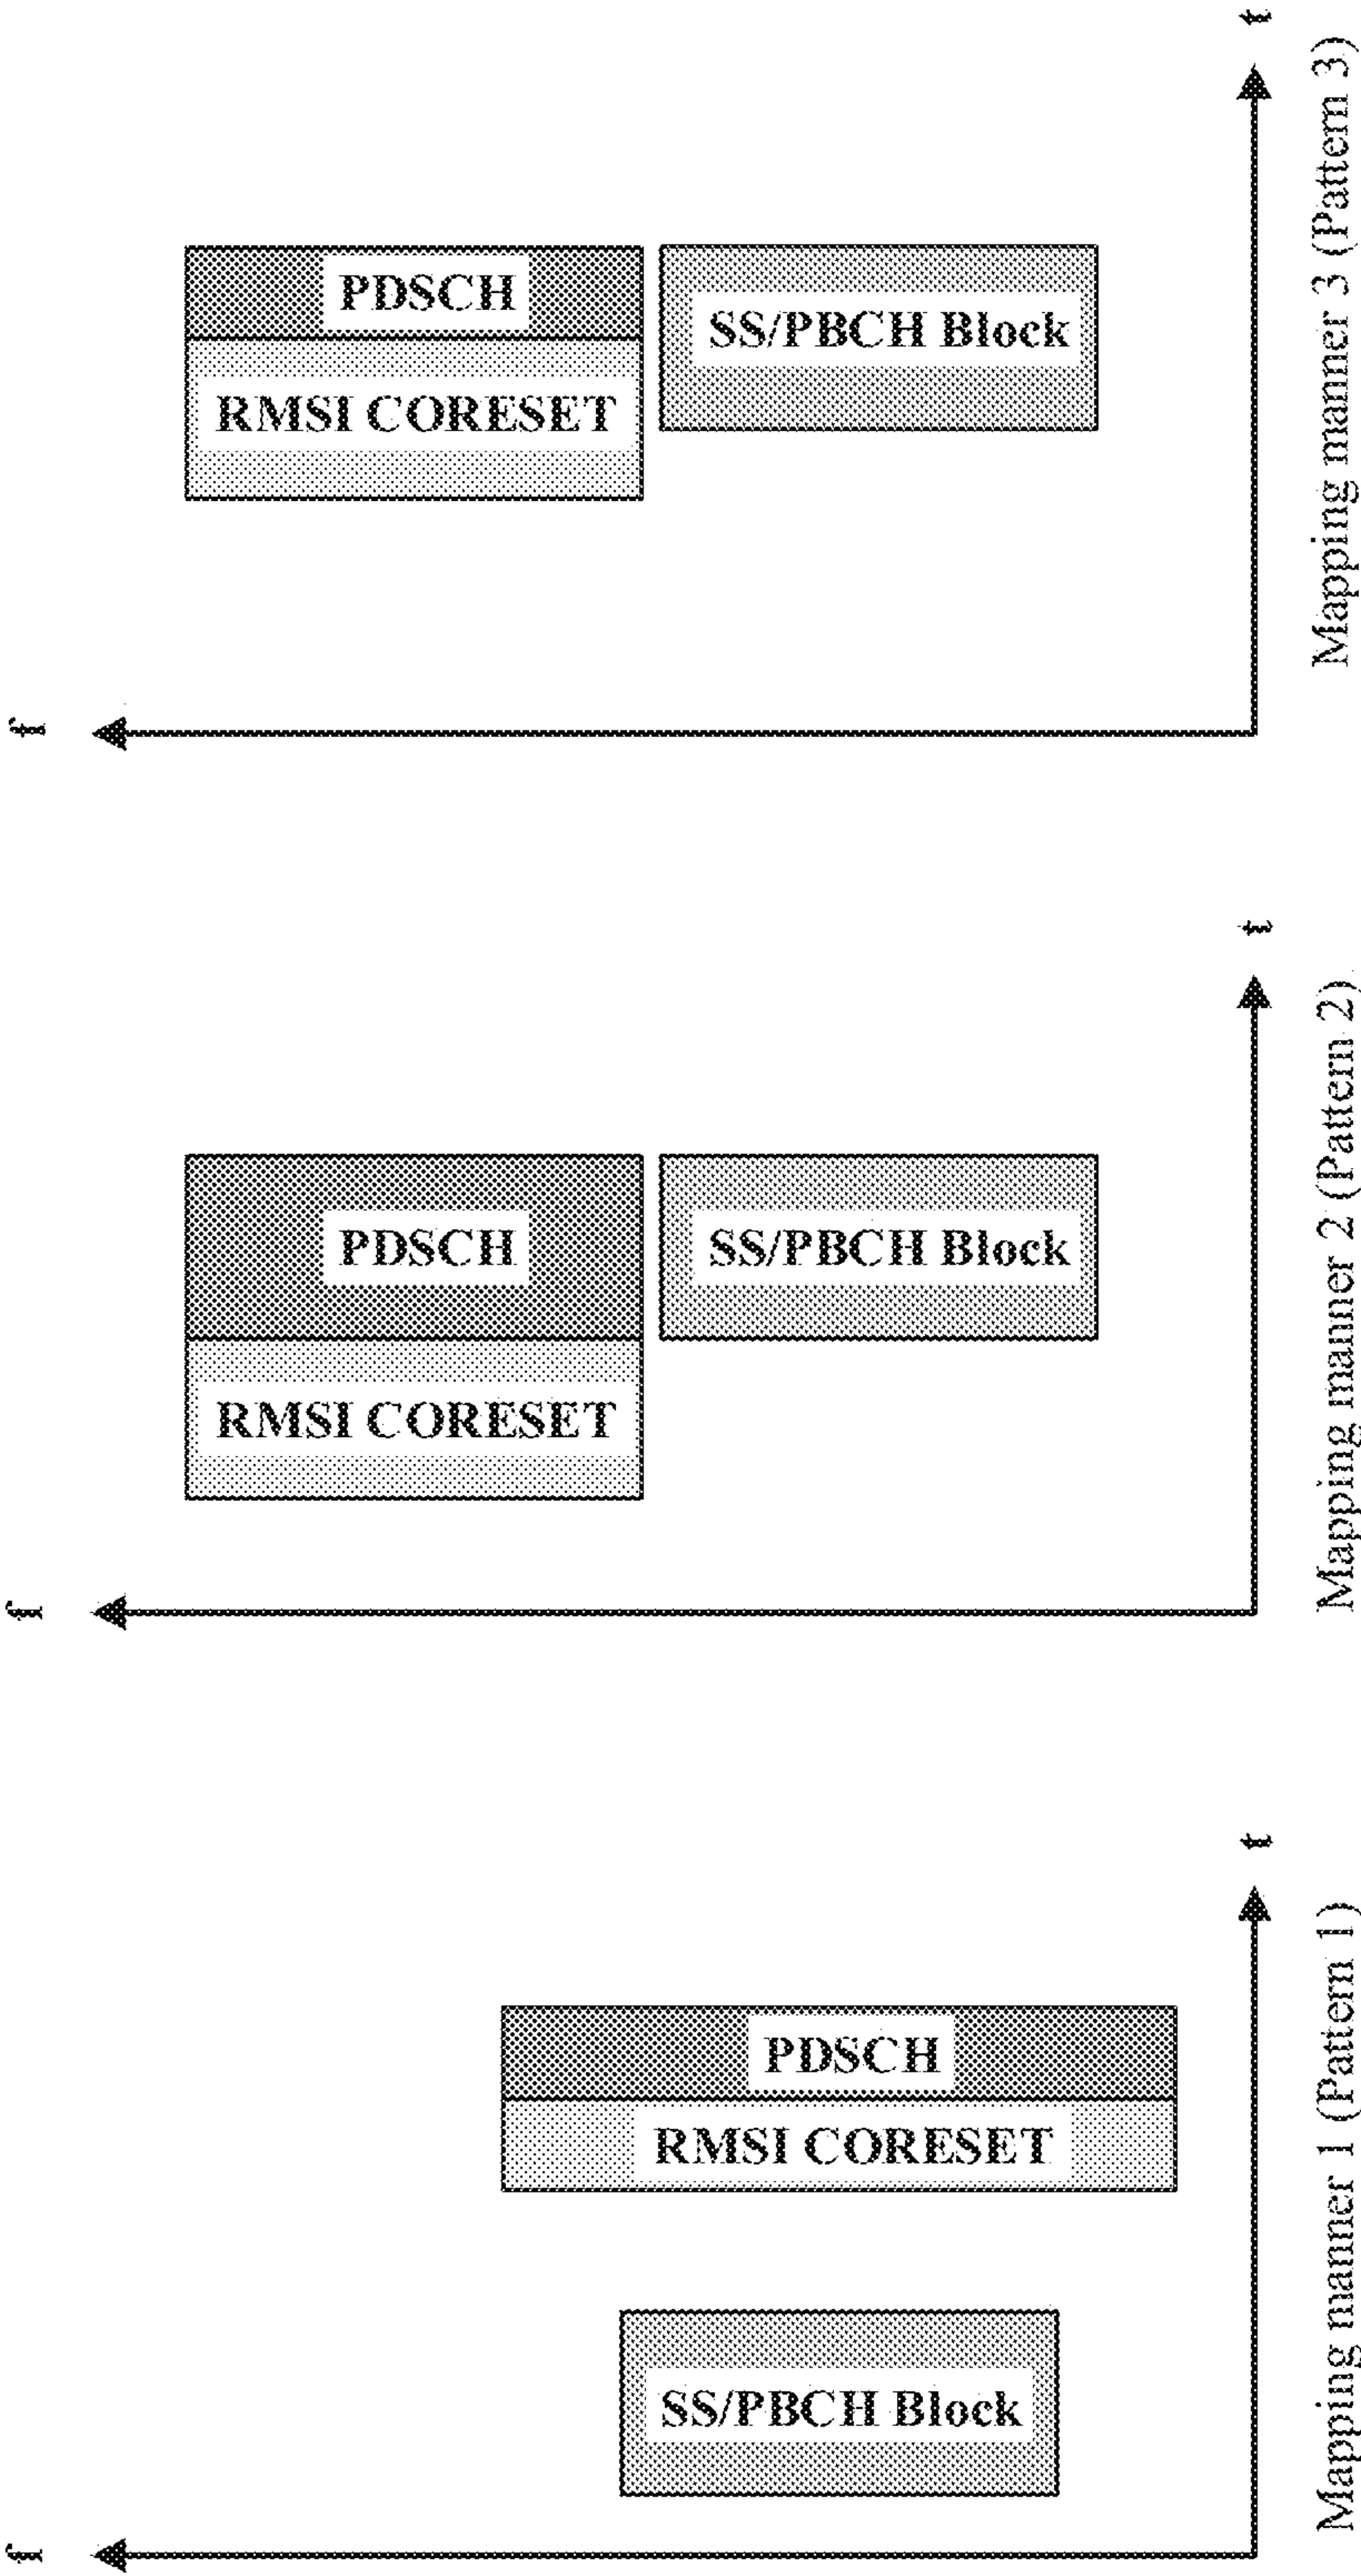 f
PDSCH
RMSI CORESET
SS/PBCH Block
t
Mapping manner 3 (Pattern 3)
f
PDSCH
RMSI CORESET
SS/PBCH Block
t
Mapping manner 2 (Pattern 2)
f
PDSCH
RMSI CORESET
SS/PBCH Block
t
Mapping manner 1 (Pattern 1)